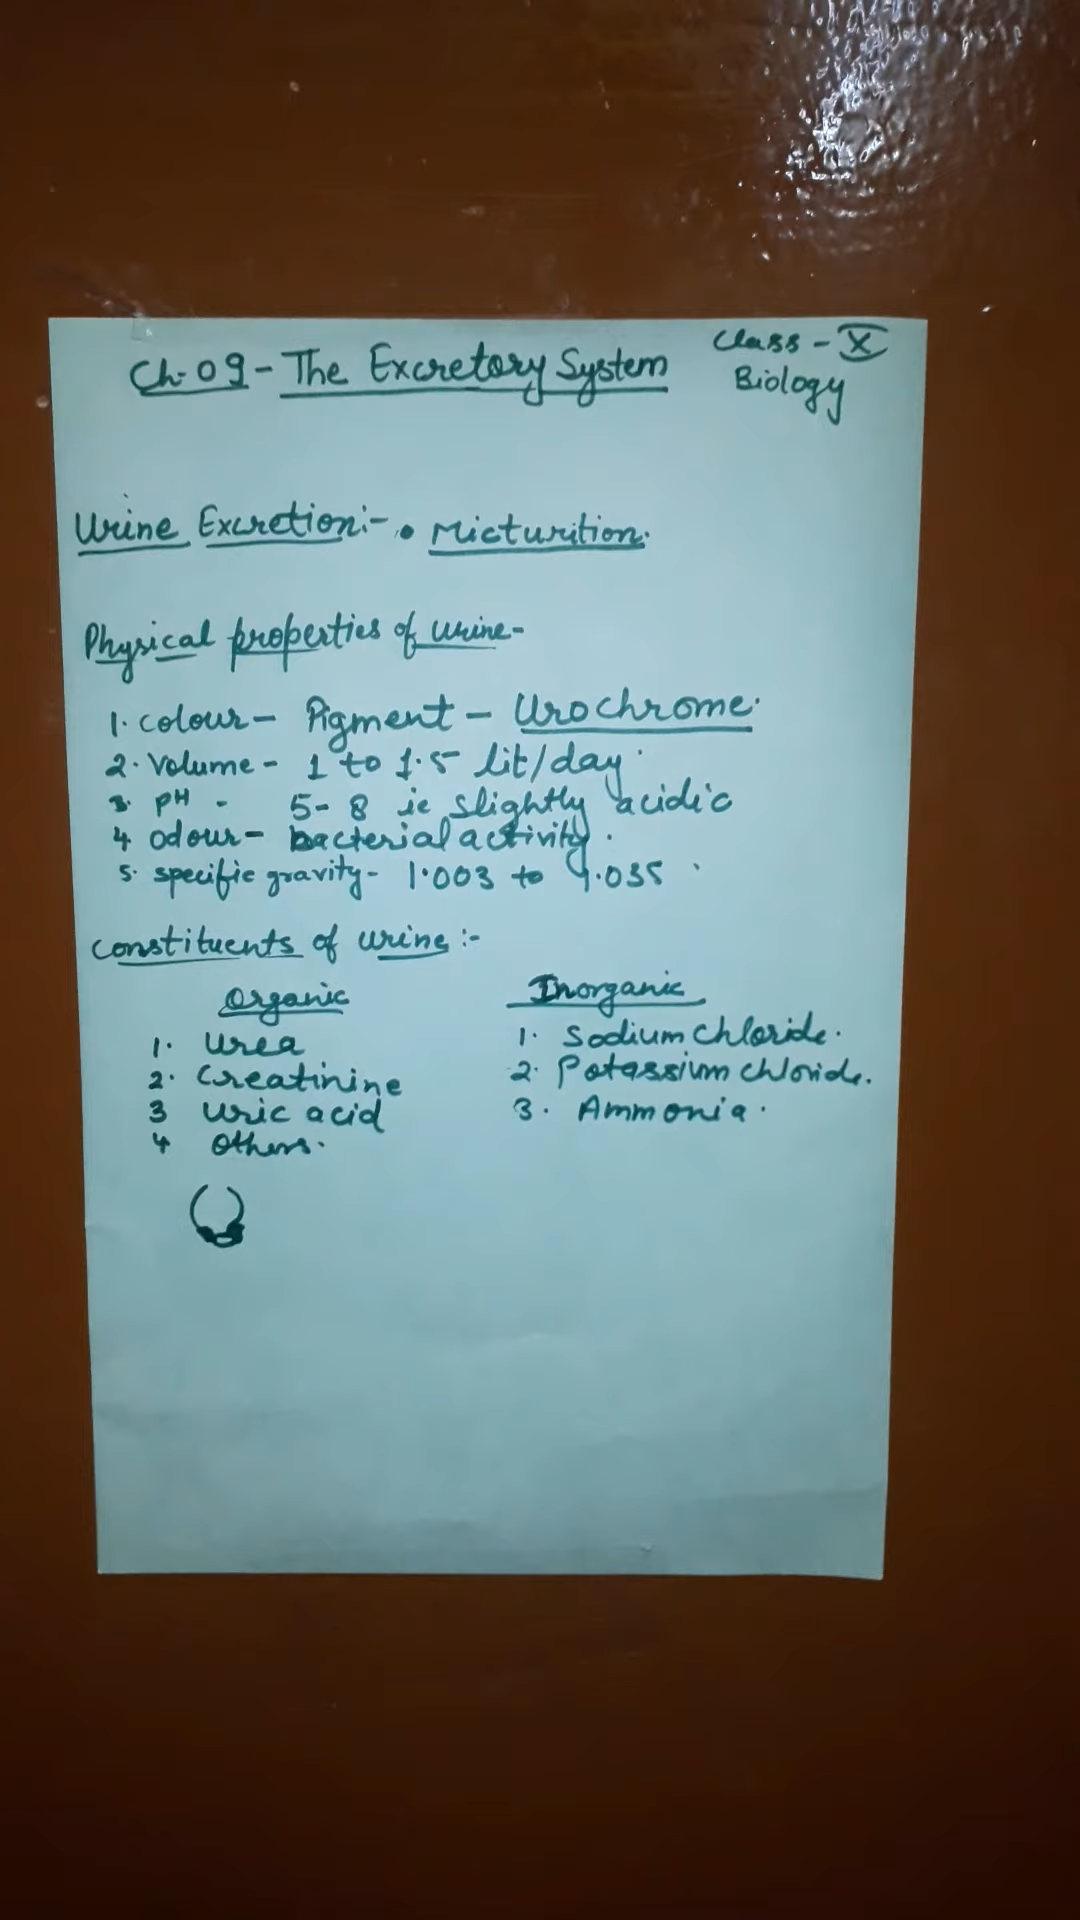 Ch-09 - The Excretory System
Class - X
Biology
Urine Excretion:- • Micturition.
Physical properties of urine-
1. colour - Pigment - Urochrome.
2. Volume - 1 to 1.5 lit/day.
3. pH - 5-8 ie slightly acidic
4 odour - bacterial activity.
5. specific gravity - 1.003 to 1.035
constituents of urine :-
Organic
Inorganic
1. Urea
1. Sodium chloride.
2. Creatinine
2. Potassium chloride.
3 Uric acid
3. Ammonia.
4 Others.